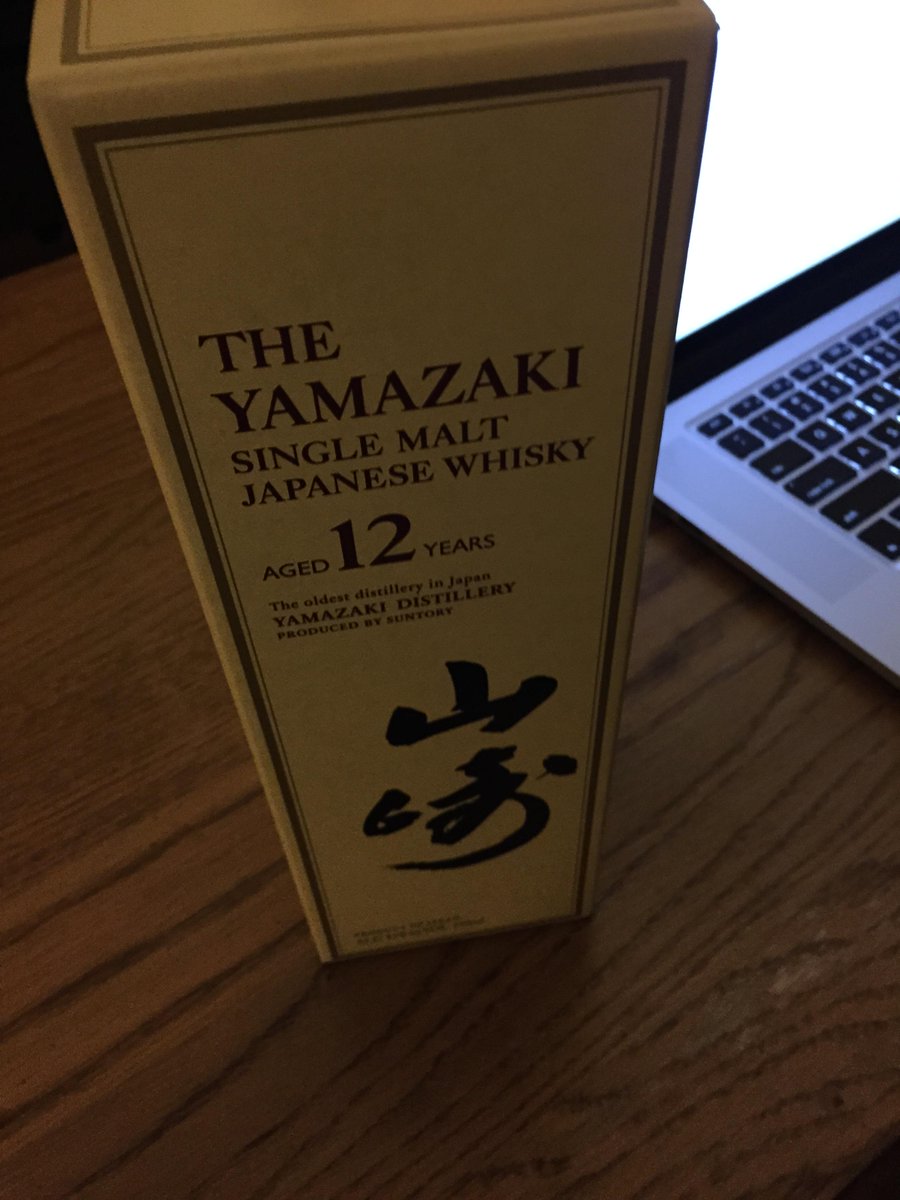 THE
YAMAZAKI
SINGLE MALT
JAPANESE WHISKY
AGED 12 YEARS
The oldest distillery in Japan
YAMAZAKI DISTILLERY
PRODUCED BY SUNTORY
山
崎